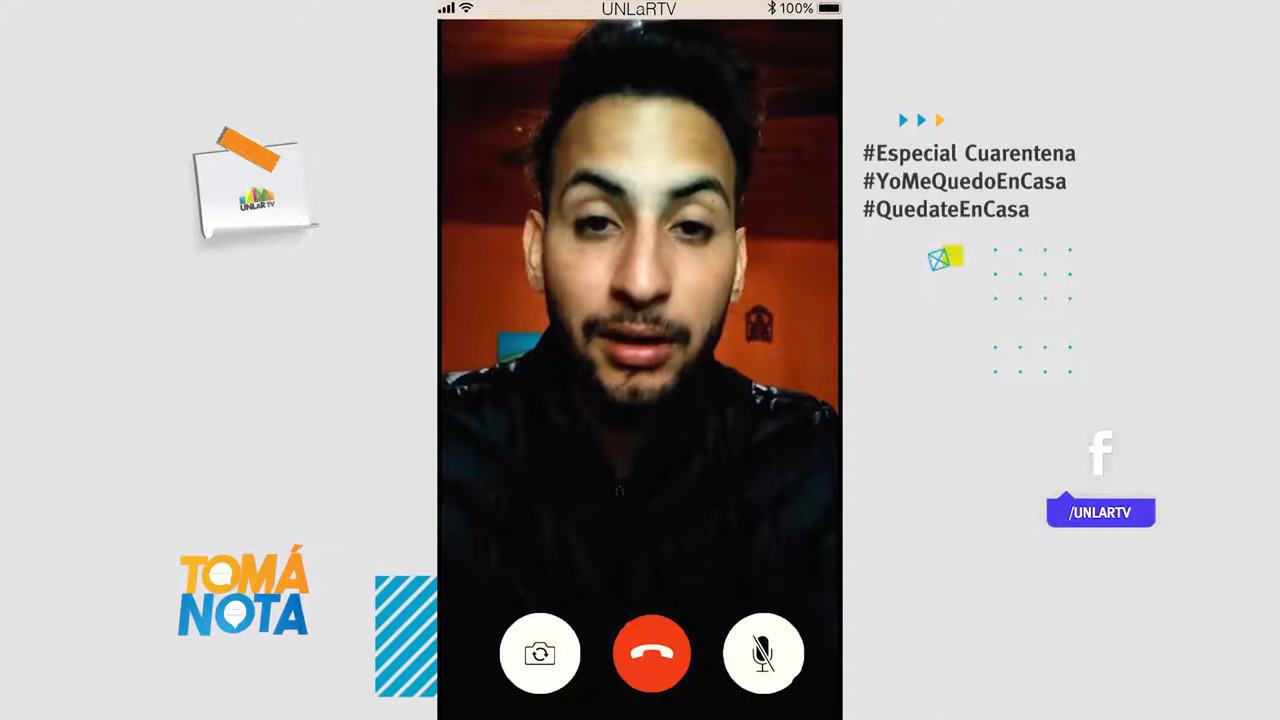 UNLaRTV
100%
UNLAR TV
#Especial Cuarentena
#YoMeQuedoEnCasa
#QuedateEnCasa
f
/UNLARTV
TOMÁ
NOTA